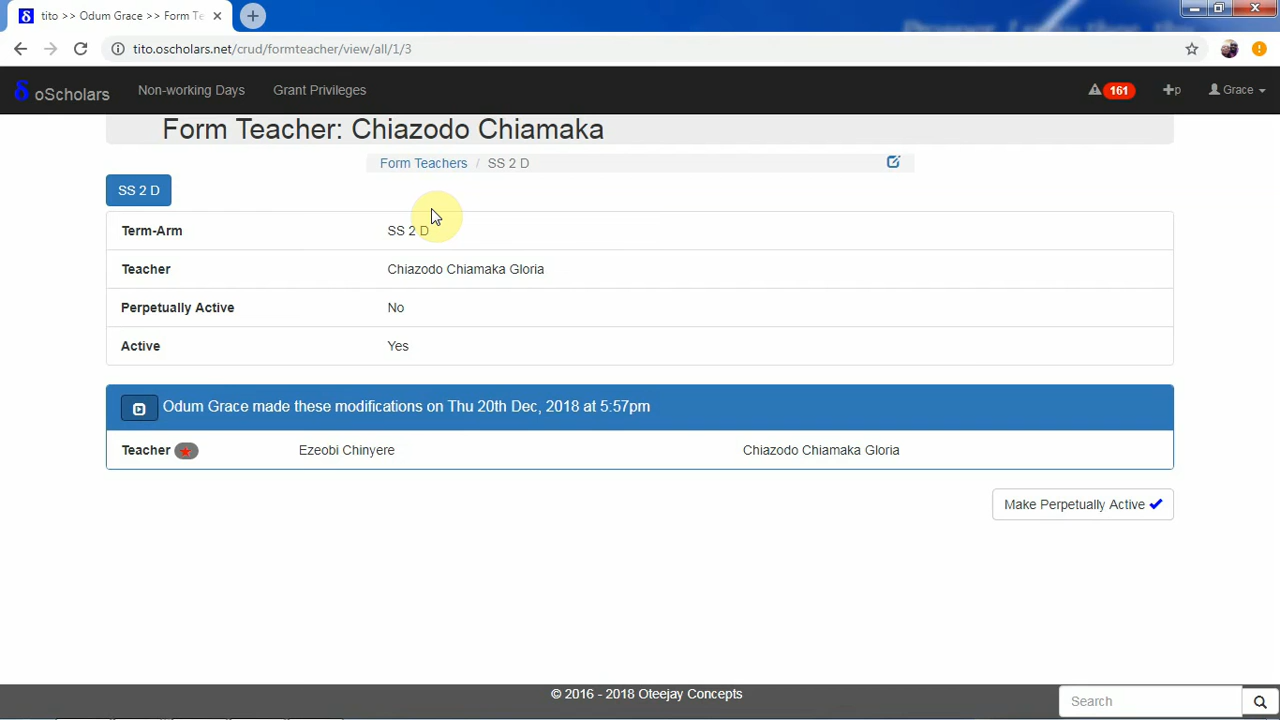 tito >> Odum Grace >> Form Te
tito.oscholars.net/crud/formteacher/view/all/1/3
oScholars Non-working Days Grant Privileges 161 p Grace
Form Teacher: Chiazodo Chiamaka
Form Teachers / SS 2 D
SS 2 D
Term-Arm SS 2 D
Teacher Chiazodo Chiamaka Gloria
Perpetually Active No
Active Yes
Odum Grace made these modifications on Thu 20th Dec, 2018 at 5:57pm
Teacher Ezeobi Chinyere Chiazodo Chiamaka Gloria
Make Perpetually Active
© 2016 - 2018 Oteejay Concepts
Search